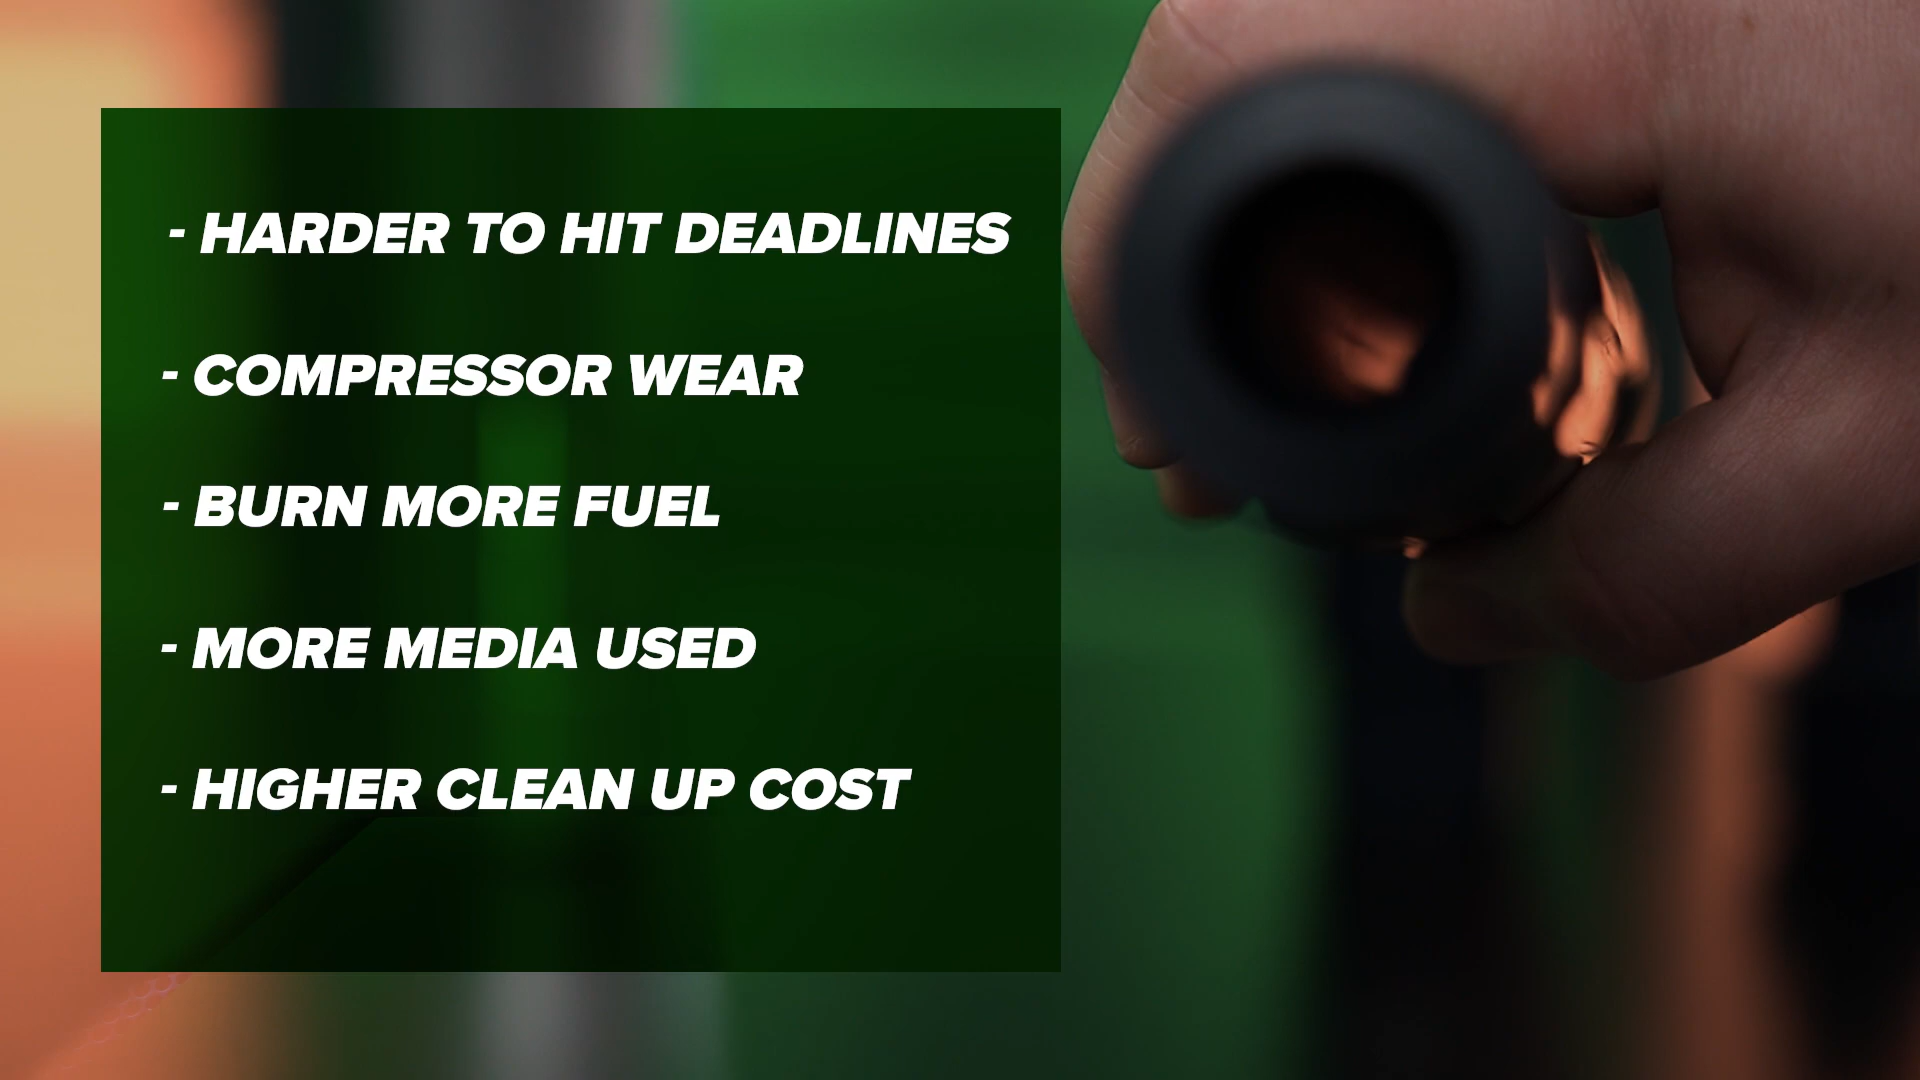 - HARDER TO HIT DEADLINES
- COMPRESSOR WEAR
- BURN MORE FUEL
- MORE MEDIA USED
- HIGHER CLEAN UP COST